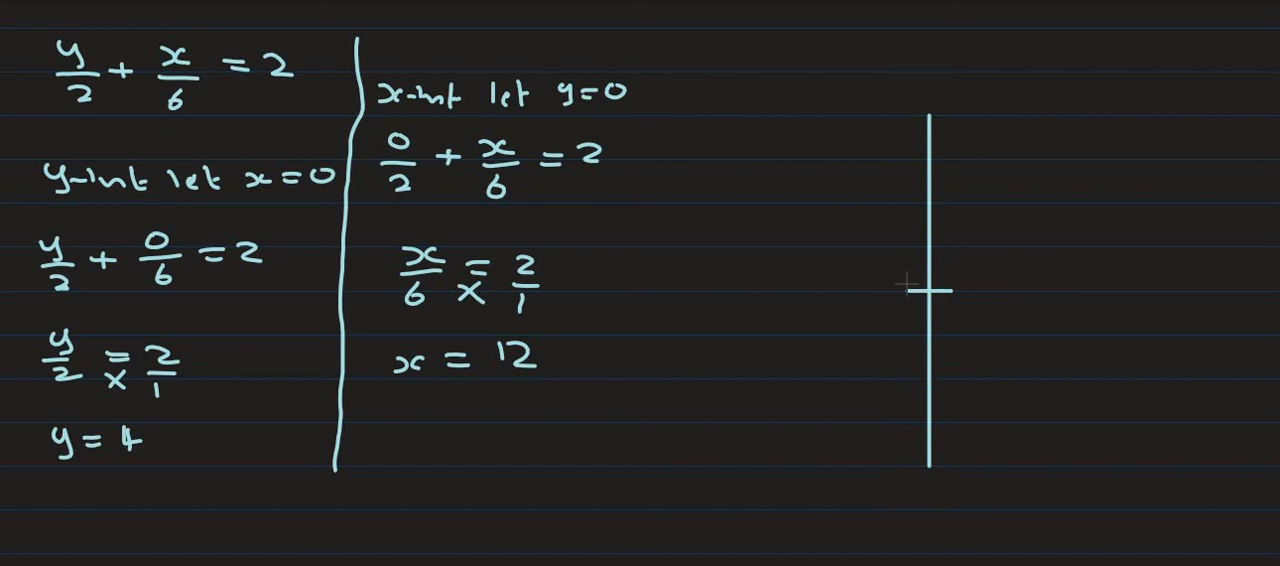 y/2 + x/6 = 2
y-int let x = 0
y/2 + 0/6 = 2
y/2 = 2/1
x
y = 4
x-int let y = 0
0/2 + x/6 = 2
x/6 = 2/1
x
x = 12